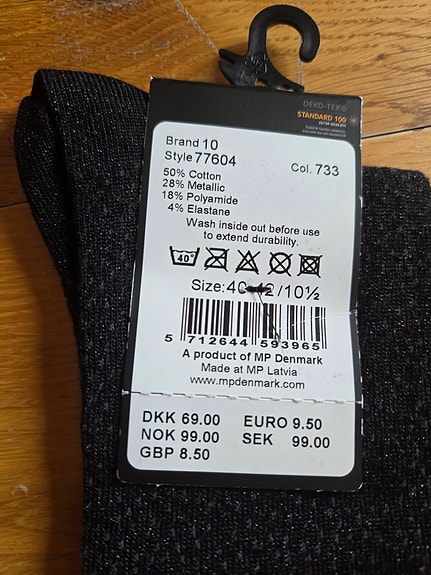 OEKO-TEX®
STANDARD 100
Brand 10
Style 77604
Col. 733
50% Cotton
28% Metallic
18% Polyamide
4% Elastane
Wash inside out before use
to extend durability.
40°
Size: 40-42/10½
5 712644 593965
A product of MP Denmark
Made at MP Latvia
www.mpdenmark.com
DKK 69.00 EURO 9.50
NOK 99.00 SEK 99.00
GBP 8.50